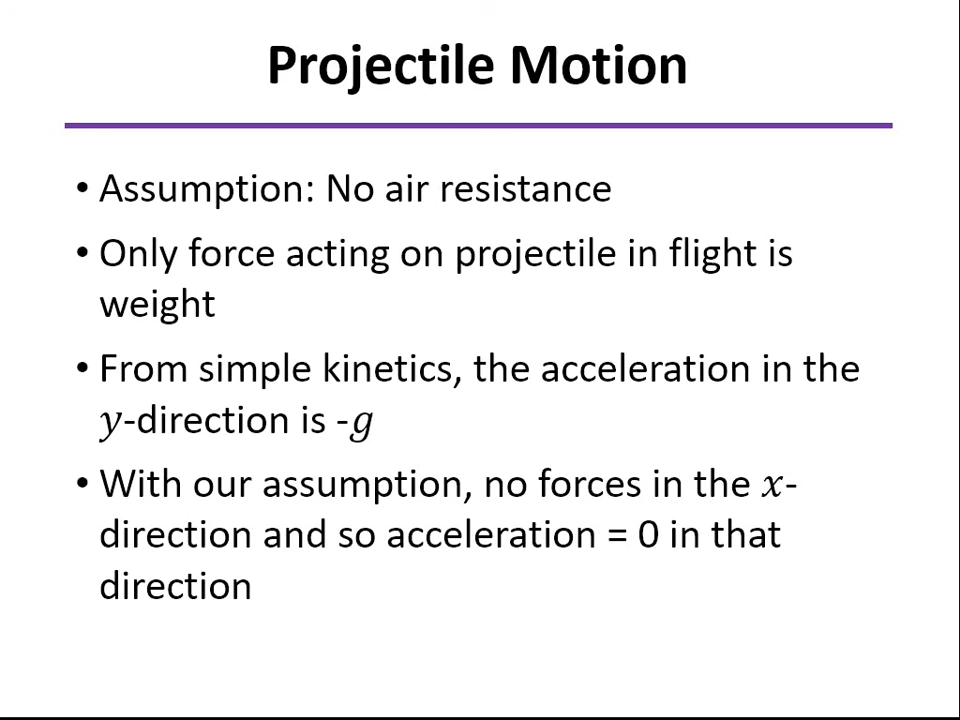 Projectile Motion
• Assumption: No air resistance
• Only force acting on projectile in flight is
weight
• From simple kinetics, the acceleration in the
y-direction is -g
• With our assumption, no forces in the x-
direction and so acceleration = 0 in that
direction